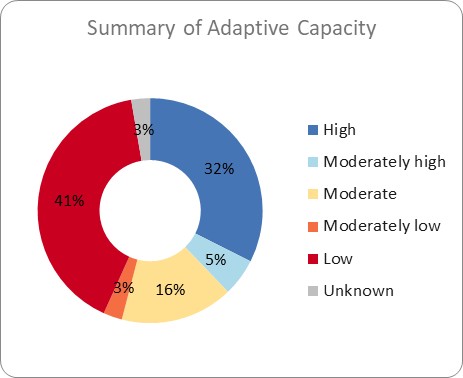 Summary of Adaptive Capacity
3%
32%
41%
5%
3%
16%
High
Moderately high
Moderate
Moderately low
Low
Unknown